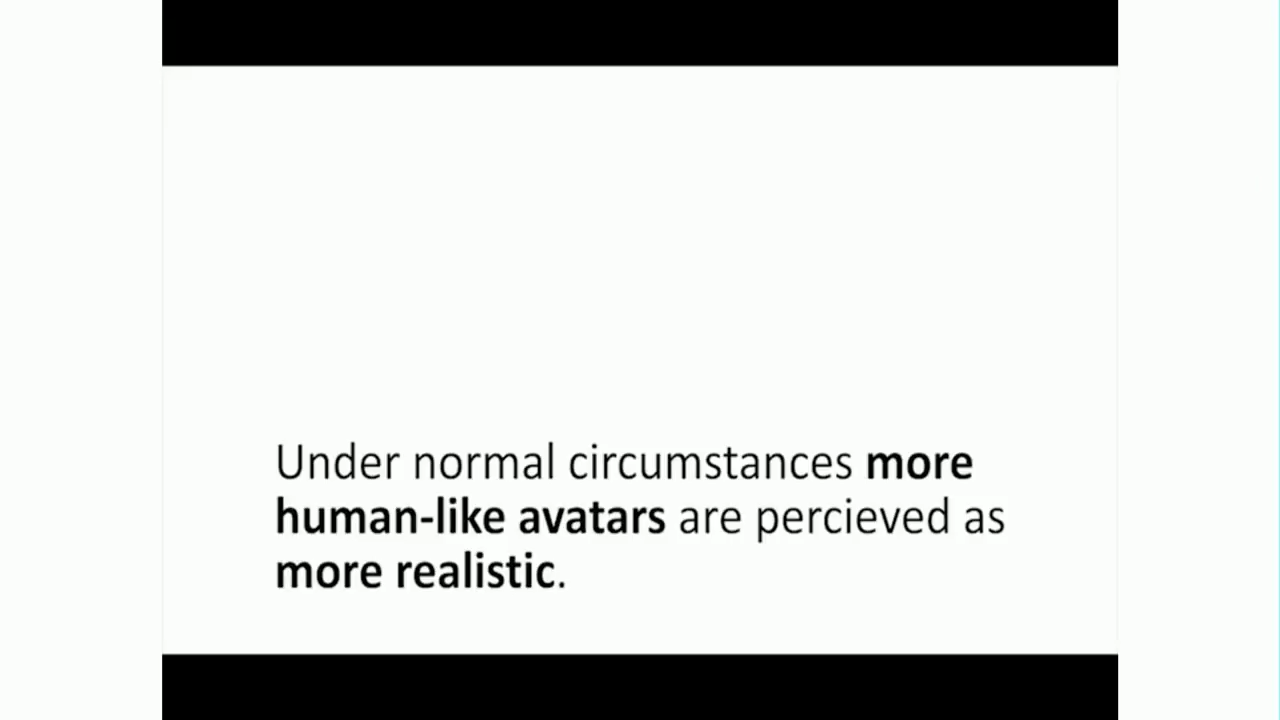 Under normal circumstances more
human-like avatars are percieved as
more realistic.